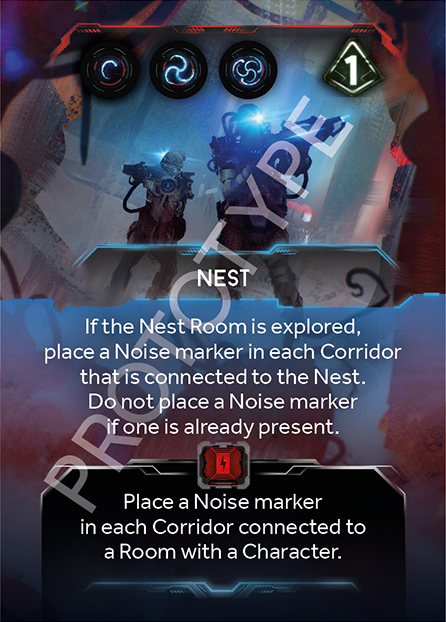 1
NEST
If the Nest Room is explored,
place a Noise marker in each Corridor
that is connected to the Nest.
Do not place a Noise marker
if one is already present.
Place a Noise marker
in each Corridor connected to
a Room with a Character.
PROTOTYPE